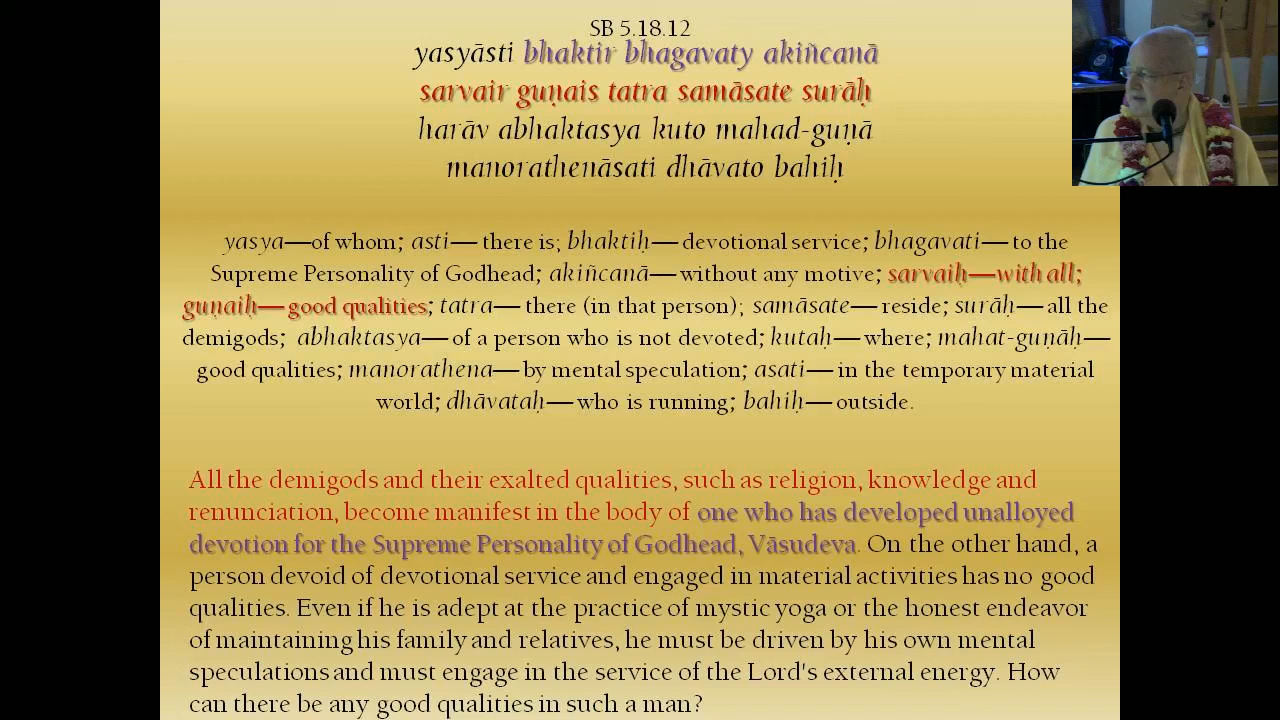 SB 5.18.12
yasyāsti bhaktir bhagavaty akiñcanā
sarvair guṇais tatra samāsate surāḥ
harāv abhaktasya kuto mahad-guṇā
manorathenāsati dhāvato bahiḥ
yasya—of whom; asti— there is; bhaktiḥ— devotional service; bhagavati— to the
Supreme Personality of Godhead; akiñcanā— without any motive; sarvaiḥ—with all;
guṇaiḥ— good qualities; tatra— there (in that person); samāsate— reside; surāḥ— all the
demigods; abhaktasya— of a person who is not devoted; kutaḥ— where; mahat-guṇāḥ—
good qualities; manorathena— by mental speculation; asati— in the temporary material
world; dhāvataḥ— who is running; bahiḥ— outside.
All the demigods and their exalted qualities, such as religion, knowledge and
renunciation, become manifest in the body of one who has developed unalloyed
devotion for the Supreme Personality of Godhead, Vāsudeva. On the other hand, a
person devoid of devotional service and engaged in material activities has no good
qualities. Even if he is adept at the practice of mystic yoga or the honest endeavor
of maintaining his family and relatives, he must be driven by his own mental
speculations and must engage in the service of the Lord's external energy. How
can there be any good qualities in such a man?